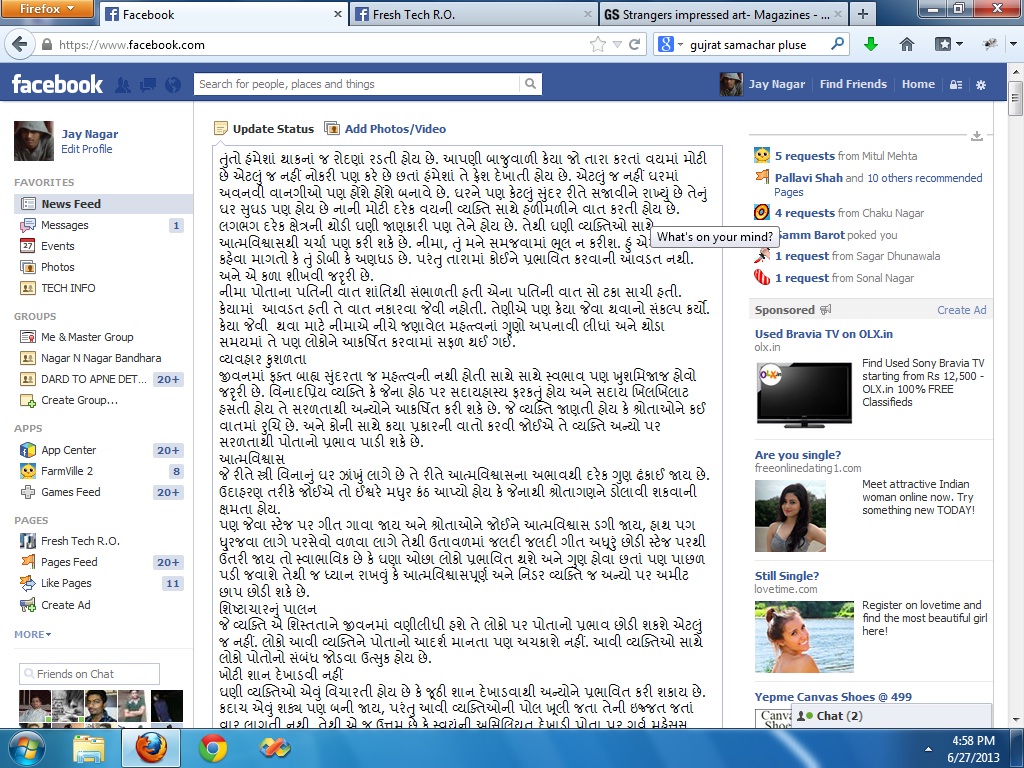 Firefox
Facebook
Fresh Tech R.O.
GS Strangers impressed art- Magazines - ...
https://www.facebook.com
gujrat samachar pluse
facebook
Search for people, places and things
Jay Nagar
Find Friends
Home
Jay Nagar
Edit Profile
FAVORITES
News Feed
Messages
1
Events
Photos
TECH INFO
GROUPS
Me & Master Group
Nagar N Nagar Bandhara
DARD TO APNE DET...
20+
Create Group...
APPS
App Center
20+
FarmVille 2
8
Games Feed
20+
PAGES
Fresh Tech R.O.
Pages Feed
20+
Like Pages
11
Create Ad
MORE
Friends on Chat
Update Status
Add Photos/Video
તુંતો હંમેશાં થાકનાં જ રોદણાં રડતી હોય છે. આપણી બાજુવાળી કેયા જો તારા કરતાં વયમાં મોટી
છે એટલું જ નહીં નોકરી પણ કરે છે છતાં હંમેશાં તે ફ્રેશ દેખાતી હોય છે. એટલું જ નહીં ઘરમાં
અવનવી વાનગીઓ પણ હોંશે હોંશે બનાવે છે. ઘરને પણ કેટલું સુંદર રીતે સજાવીને રાખ્યું છે તેનું
ઘર સુઘડ પણ હોય છે નાની મોટી દરેક વયની વ્યક્તિ સાથે હળીમળીને વાત કરતી હોય છે.
લગભગ દરેક ક્ષેત્રની થોડી ઘણી જાણકારી પણ તેને હોય છે. તેથી ઘણી વ્યક્તિઓ સાથે
આત્મવિશ્વાસથી ચર્ચા પણ કરી શકે છે. નીમા, તું મને સમજવામાં ભૂલ ન કરીશ. હું
કહેવા માગતો કે તું ડોબી કે અણઘડ છે. પરંતુ તારામાં કોઈને પ્રભાવિત કરવાની આવડત નથી.
અને એ કળા શીખવી જરૃરી છે.
નીમા પોતાના પતિની વાત શાંતિથી સંભાળતી હતી એના પતિની વાત સો ટકા સાચી હતી.
કેયામાં  આવડત હતી તે વાત નકારવા જેવી નહોતી. તેણીએ પણ કેયા જેવા થવાનો સંકલ્પ કર્યો.
કેયા જેવી  થવા માટે નીમાએ નીચે જણાવેલ મહત્ત્વનાં ગુણો અપનાવી લીધાં અને થોડા
સમયમાં તે પણ લોકોને આકર્ષિત કરવામાં સફળ થઈ ગઈ.
વ્યવહાર કુશળતા
જીવનમાં ફક્ત બાહ્ય સુંદરતા જ મહત્ત્વની નથી હોતી સાથે સાથે સ્વભાવ પણ ખુશમિજાજ હોવો
જરૃરી છે. વિનોદપ્રિય વ્યક્તિ કે જેના હોઠ પર સદાયહાસ્ય ફરકતું હોય અને સદાય ખિલખિલાટ
હસતી હોય તે સરળતાથી અન્યોને આકર્ષિત કરી શકે છે. જે વ્યક્તિ જાણતી હોય કે શ્રોતાઓને કઈ
વાતમાં રુચિ છે. અને કોની સાથે કયા પ્રકારની વાતો કરવી જોઈએ તે વ્યક્તિ અન્યો પર
સરળતાથી પોતાનો પ્રભાવ પાડી શકે છે.
આત્મવિશ્વાસ
જે રીતે સ્ત્રી વિનાનું ઘર ઝાંખું લાગે છે તે રીતે આત્મવિશ્વાસના અભાવથી દરેક ગુણ ઢંકાઈ જાય છે.
ઉદાહરણ તરીકે જોઈએ તો ઈશ્વરે મધુર કંઠ આપ્યો હોય કે જેનાથી શ્રોતાગણને ડોલાવી શકવાની
ક્ષમતા હોય.
પણ જેવા સ્ટેજ પર ગીત ગાવા જાય અને શ્રોતાઓને જોઈને આત્મવિશ્વાસ ડગી જાય, હાથ પગ
ધ્રુજવા લાગે પરસેવો વળવા લાગે તેથી ઉતાવળમાં જલદી જલદી ગીત અધૂરું છોડી સ્ટેજ પરથી
ઉતરી જાય તો સ્વાભાવિક છે કે ઘણા ઓછા લોકો પ્રભાવિત થશે અને ગુણ હોવા છતાં પણ પાછળ
પડી જવાશે તેથી જ ધ્યાન રાખવું કે આત્મવિશ્વાસપૂર્ણ અને નિડર વ્યક્તિ જ અન્યો પર અમીટ
છાપ છોડી શકે છે.
શિષ્ટાચારનું પાલન
જે વ્યક્તિ એ શિસ્તતાને જીવનમાં વણીલીધી હશે તે લોકો પર પોતાનો પ્રભાવ છોડી શકશે એટલું
જ નહીં. લોકો આવી વ્યક્તિને પોતાનો આદર્શ માનતા પણ અચકાશે નહીં. આવી વ્યક્તિઓ સાથે
લોકો પોતોનો સંબંધ જોડવા ઉત્સુક હોય છે.
ખોટી શાન દેખાડવી નહીં
ઘણી વ્યક્તિઓ એવું વિચારતી હોય છે કે જૂઠી શાન દેખાડવાથી અન્યોને પ્રભાવિત કરી શકાય છે.
કદાચ એવું શક્ય પણ બની જાય, પરંતુ આવી વ્યક્તિઓની પોલ ખૂલી જતા તેની ઇજ્જત જતાં
વાર લાગતી નથી. તેથી એ જ ઉત્તમ છે કે સ્વયંની અસિલિયત દેખાડી પોતા પર ગર્વ મહેસૂસ
What's on your mind?
5 requests from Mitul Mehta
Pallavi Shah and 10 others recommended
Pages
4 requests from Chaku Nagar
Samm Barot poked you
1 request from Sagar Dhunawala
1 request from Sonal Nagar
Sponsored
Create Ad
Used Bravia TV on OLX.in
olx.in
OLX.in
Find Used Sony Bravia TV
starting from Rs 12,500 -
OLX.in 100% FREE
Classifieds
Are you single?
freeonlinedating1.com
Meet attractive Indian
woman online now. Try
something new TODAY!
Still Single?
lovetime.com
Register on lovetime and
find the most beautiful girl
here!
Yepme Canvas Shoes @ 499
Canva
Chat (2)
4:58 PM
6/27/2013